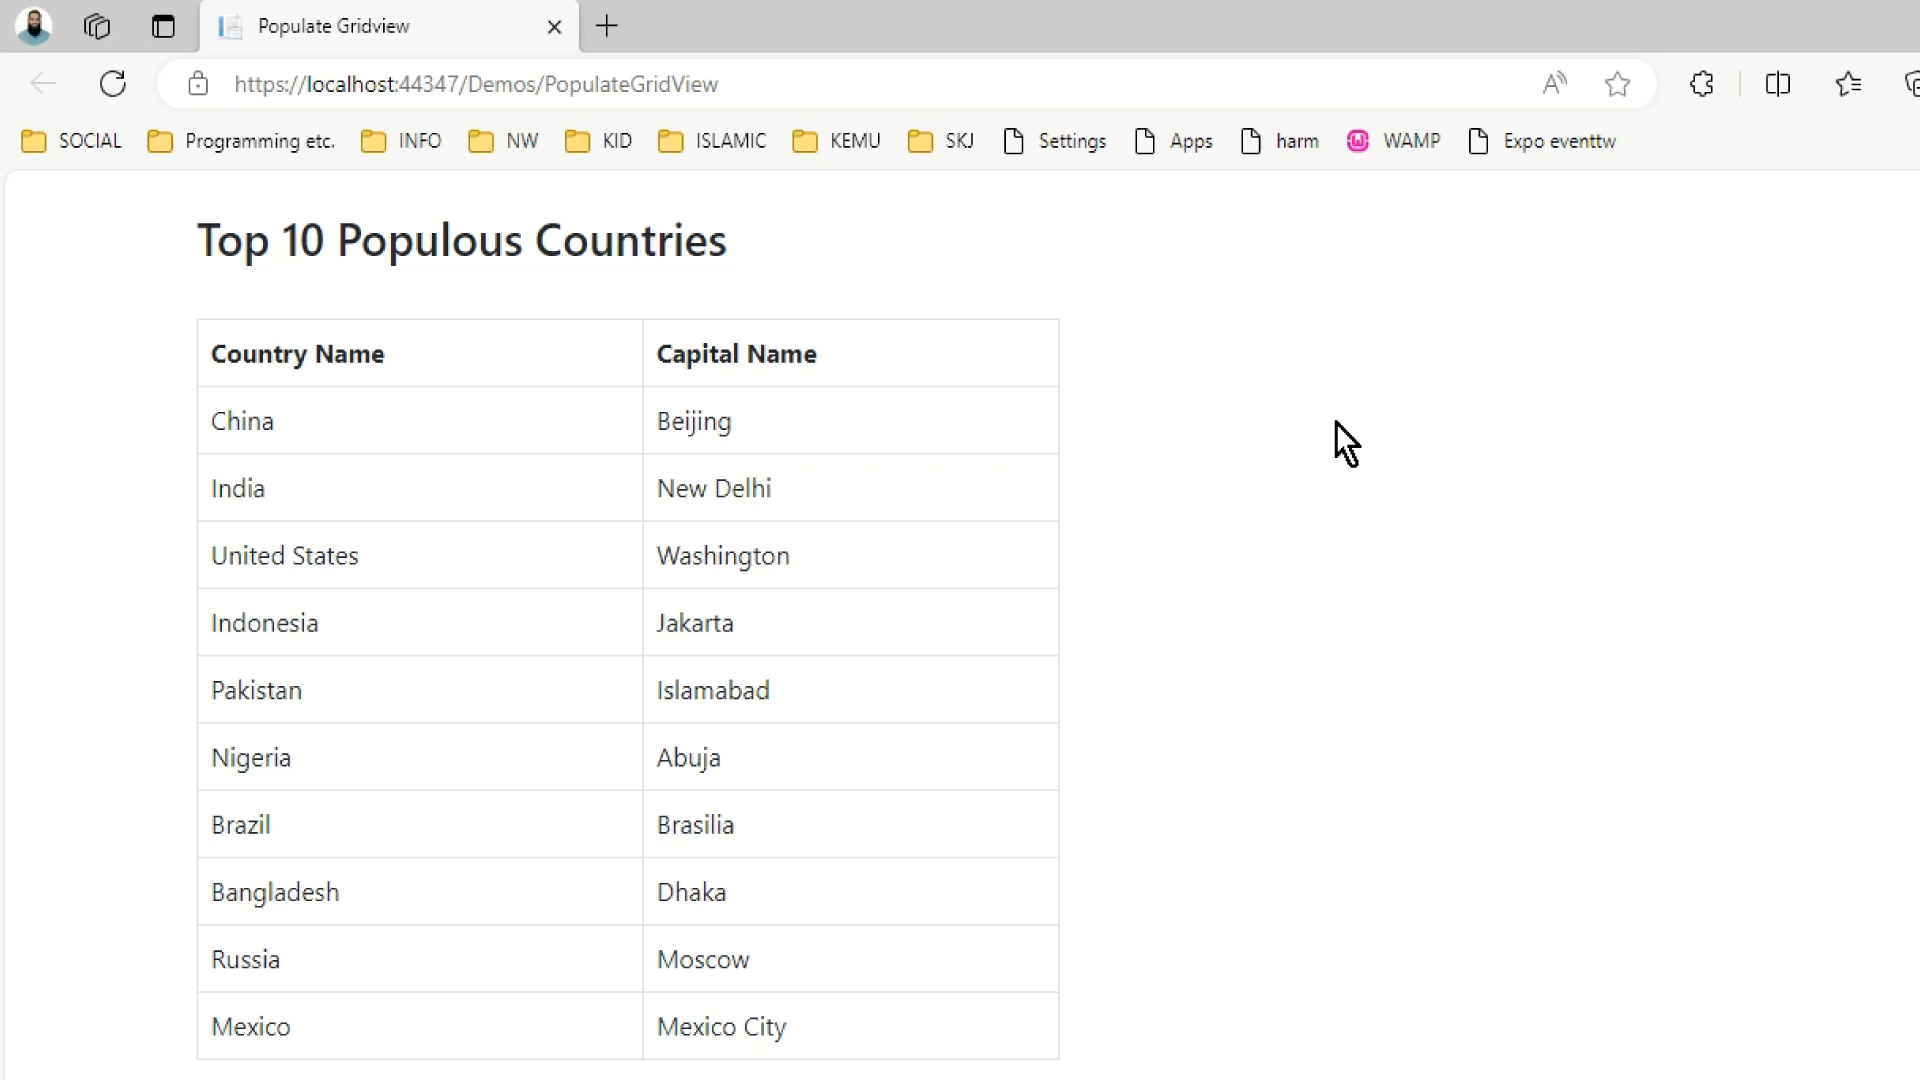 Populate Gridview
https://localhost:44347/Demos/PopulateGridView
SOCIAL Programming etc. INFO NW KID ISLAMIC KEMU SKJ Settings Apps harm WAMP Expo eventtw
Top 10 Populous Countries
Country Name Capital Name
China Beijing
India New Delhi
United States Washington
Indonesia Jakarta
Pakistan Islamabad
Nigeria Abuja
Brazil Brasilia
Bangladesh Dhaka
Russia Moscow
Mexico Mexico City